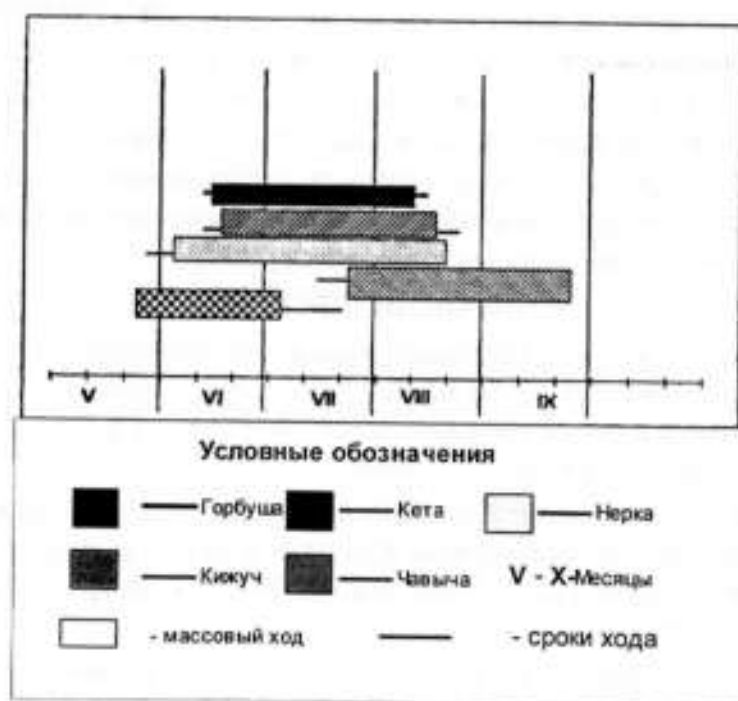 V VI VII VIII IX
Условные обозначения
Горбуша Кета Нерка
Кижуч Чавыча V - X-Месяцы
- массовый ход - сроки хода